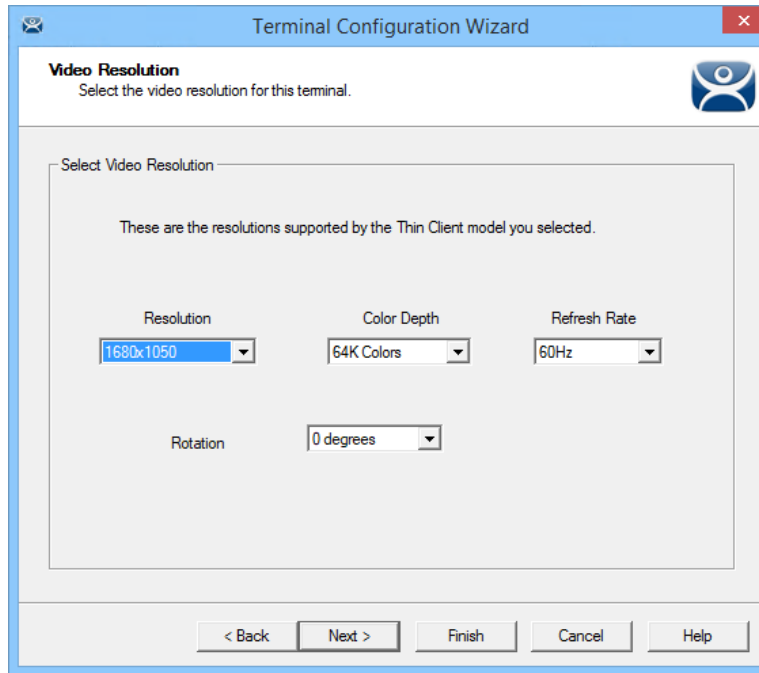 Terminal Configuration Wizard
Video Resolution
Select the video resolution for this terminal.
Select Video Resolution
These are the resolutions supported by the Thin Client model you selected.
Resolution Color Depth Refresh Rate
1680x1050 64K Colors 60Hz
Rotation 0 degrees
< Back Next > Finish Cancel Help